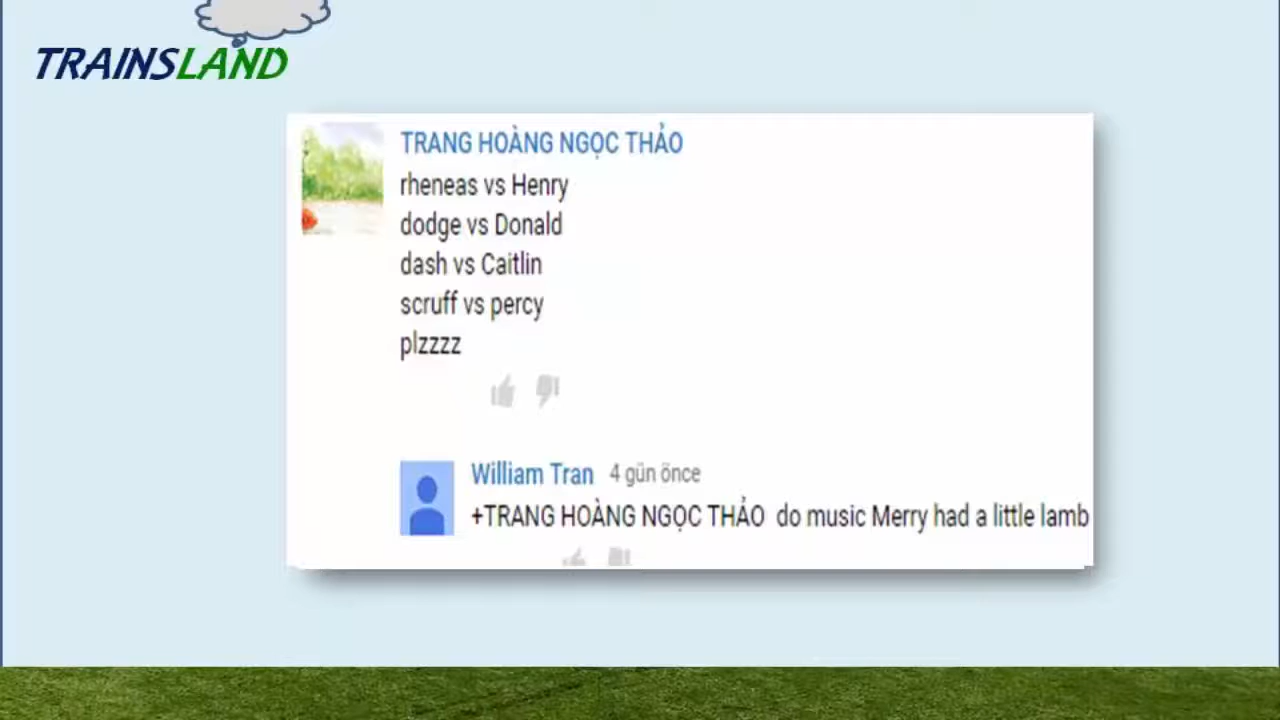 TRAINSLAND
TRANG HOÀNG NGỌC THẢO
rheneas vs Henry
dodge vs Donald
dash vs Caitlin
scruff vs percy
plzzzz
William Tran 4 gün önce
+TRANG HOÀNG NGỌC THẢO do music Merry had a little lamb